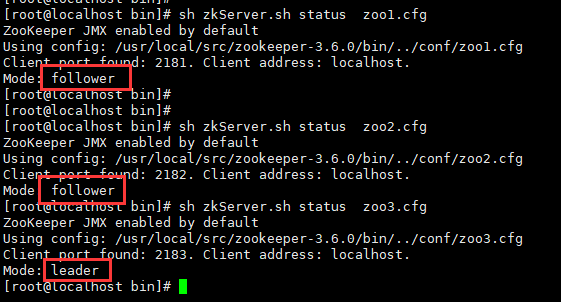 [root@localhost bin]#
[root@localhost bin]# sh zkServer.sh status  zoo1.cfg
ZooKeeper JMX enabled by default
Using config: /usr/local/src/zookeeper-3.6.0/bin/../conf/zoo1.cfg
Client port found: 2181. Client address: localhost.
Mode: follower
[root@localhost bin]#
[root@localhost bin]#
[root@localhost bin]# sh zkServer.sh status  zoo2.cfg
ZooKeeper JMX enabled by default
Using config: /usr/local/src/zookeeper-3.6.0/bin/../conf/zoo2.cfg
Client port found: 2182. Client address: localhost.
Mode follower
[root@localhost bin]# sh zkServer.sh status  zoo3.cfg
ZooKeeper JMX enabled by default
Using config: /usr/local/src/zookeeper-3.6.0/bin/../conf/zoo3.cfg
Client port found: 2183. Client address: localhost.
Mode: leader
[root@localhost bin]#